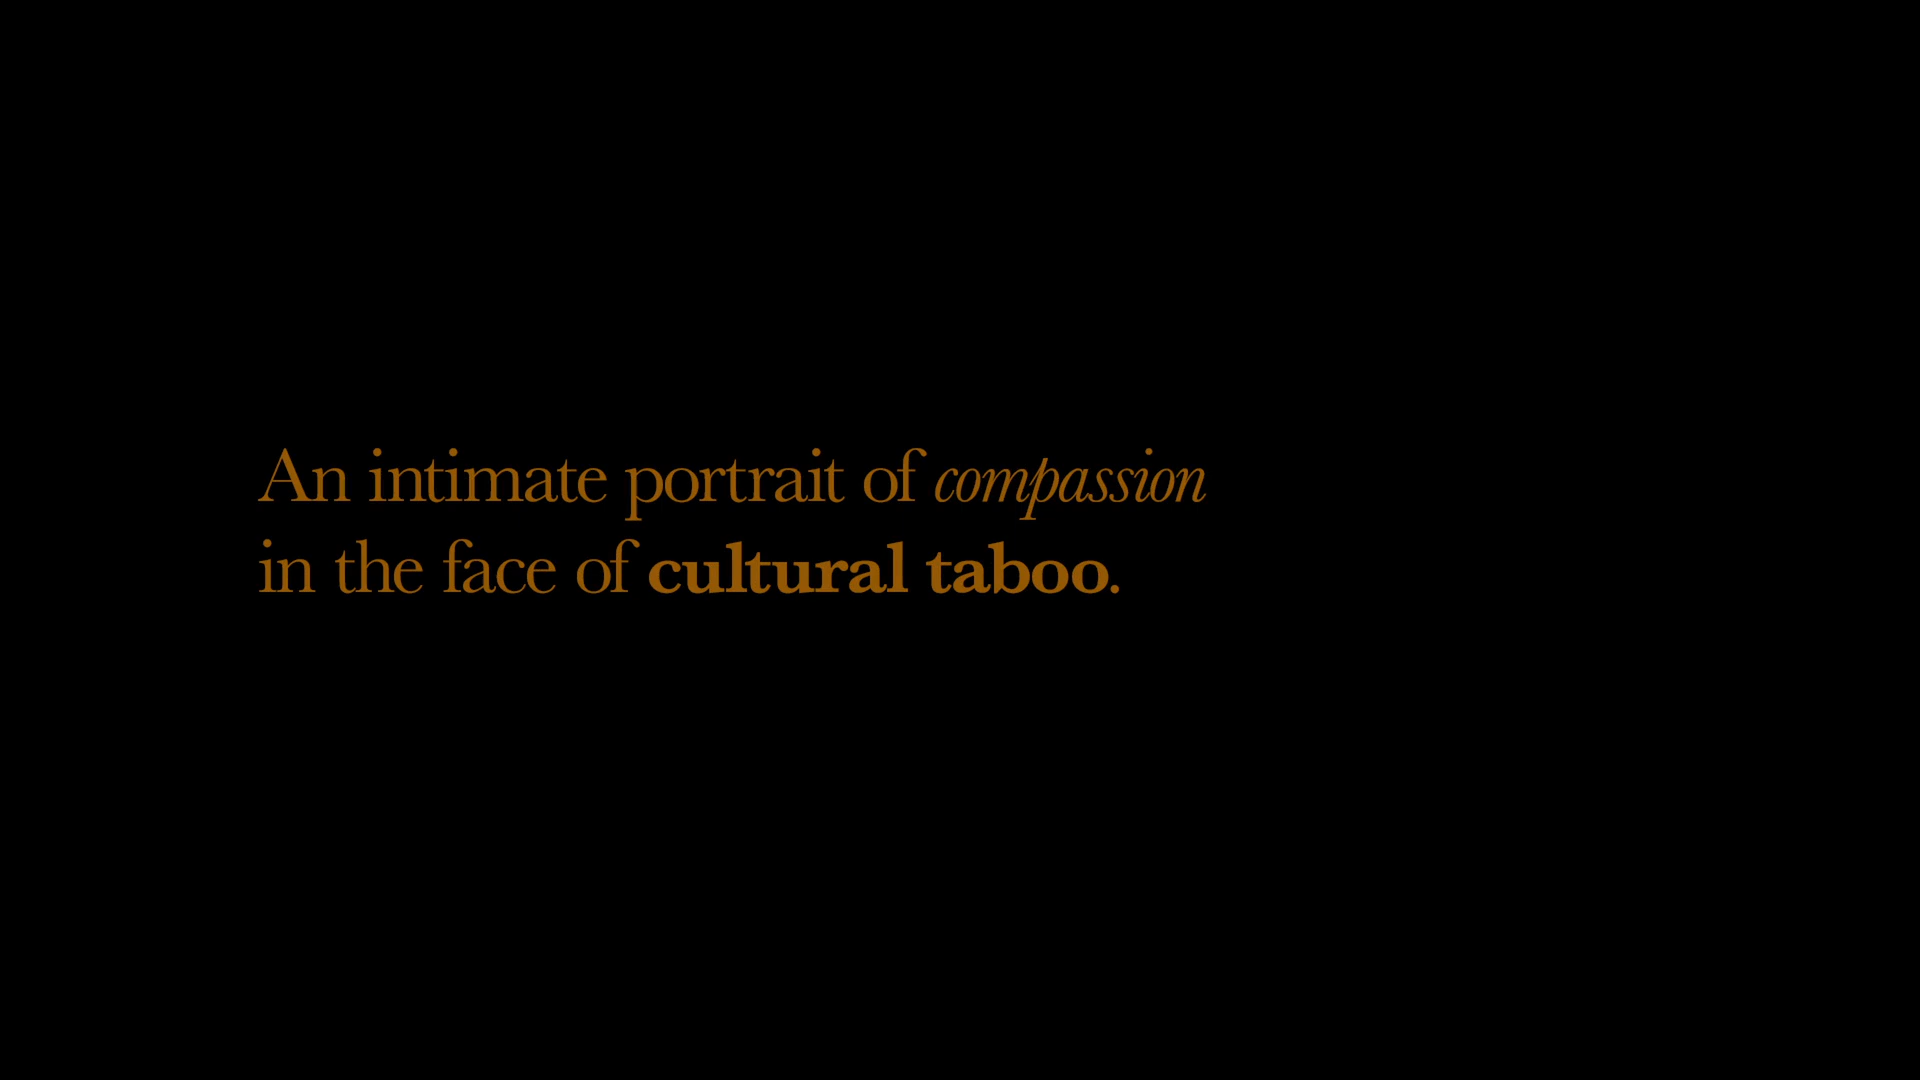 An intimate portrait of compassion
in the face of cultural taboo.